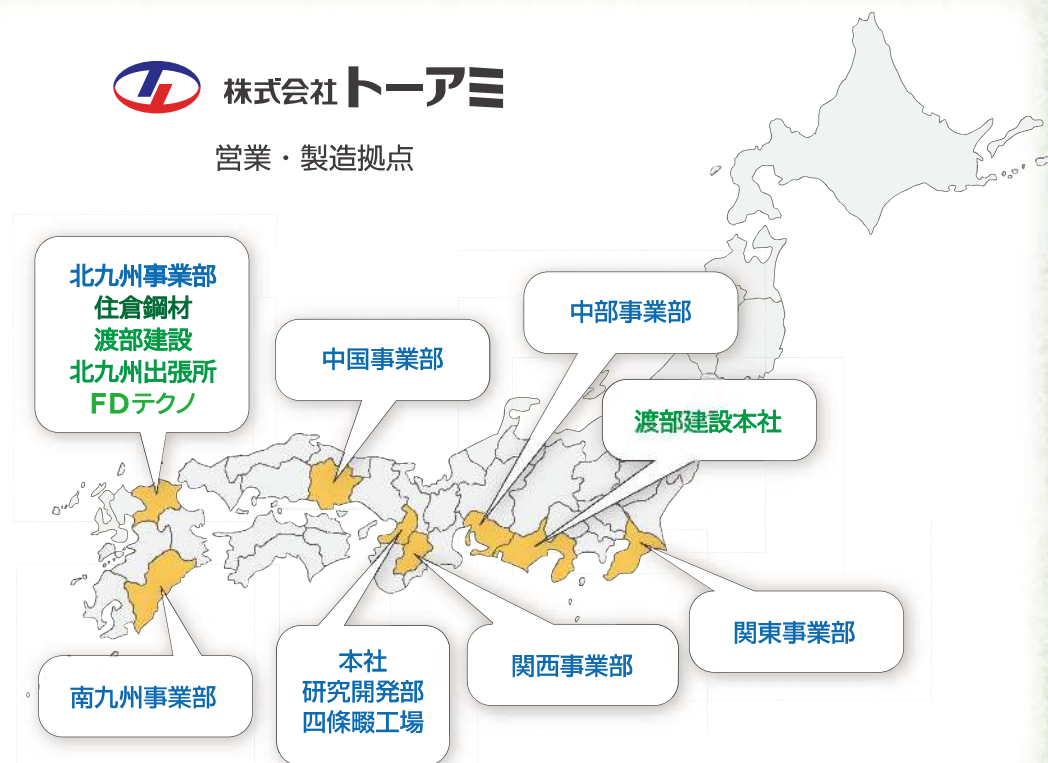 株式会社トーアミ
営業・製造拠点
北九州事業部
住倉鋼材
渡部建設
北九州出張所
FDテクノ
中国事業部
中部事業部
渡部建設本社
南九州事業部
本社
研究開発部
四條畷工場
関西事業部
関東事業部